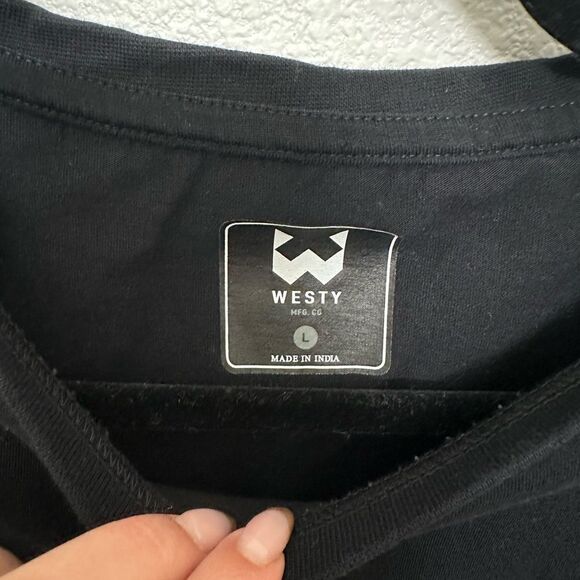 WESTY
MFG. CO
L
MADE IN INDIA